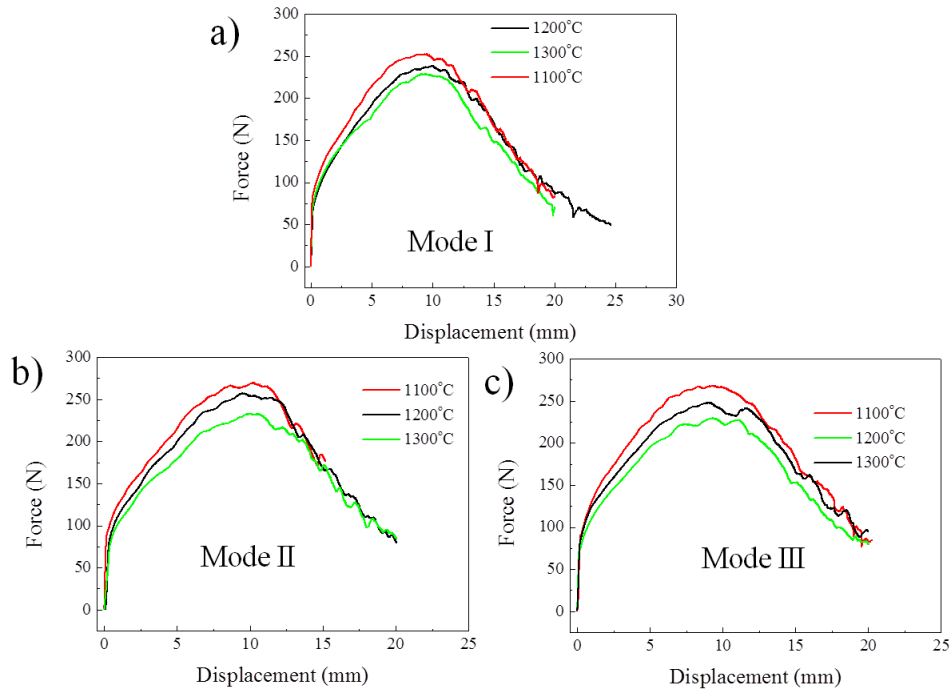 a)
300
250
200
150
100
50
0
Force (N)
1200°C
1300°C
1100°C
Mode I
0 5 10 15 20 25 30
Displacement (mm)
b)
300
250
200
150
100
50
0
Force (N)
1100°C
1200°C
1300°C
Mode II
0 5 10 15 20 25
Displacement (mm)
c)
300
250
200
150
100
50
0
Force (N)
1100°C
1200°C
1300°C
Mode III
0 5 10 15 20 25
Displacement (mm)